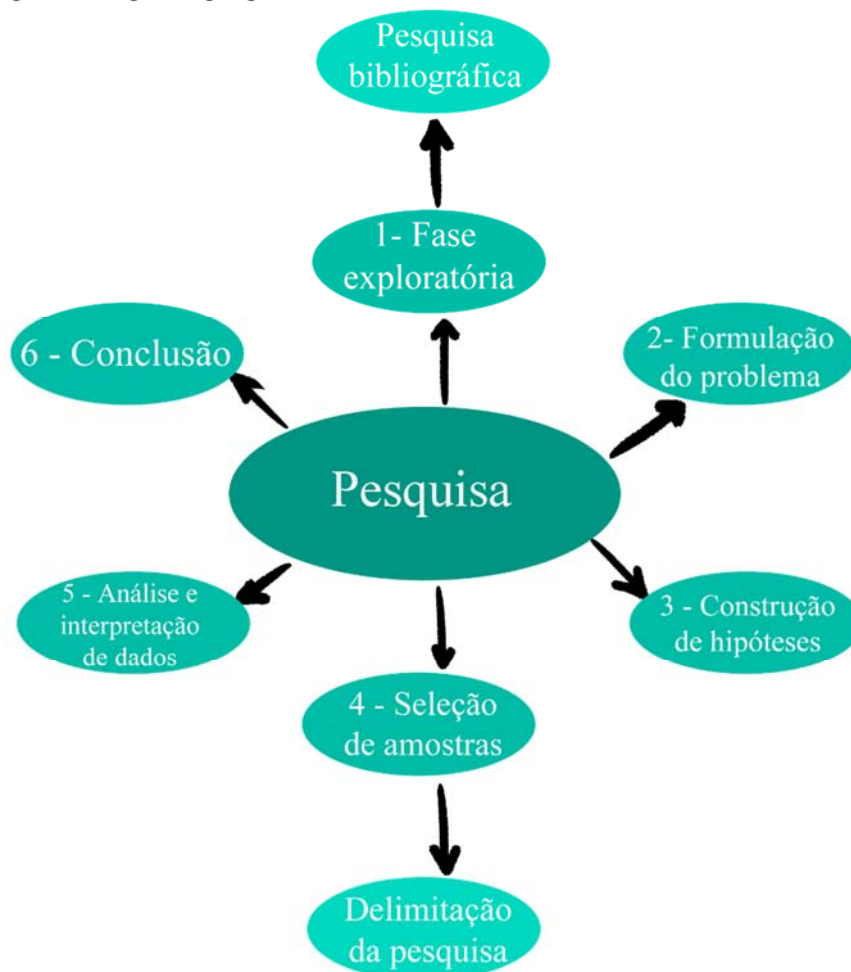 Pesquisa
bibliográfica
1- Fase
exploratória
6 - Conclusão
2- Formulação
do problema
Pesquisa
5 - Análise e
interpretação
de dados
3 - Construção
de hipóteses
4 - Seleção
de amostras
Delimitação
da pesquisa